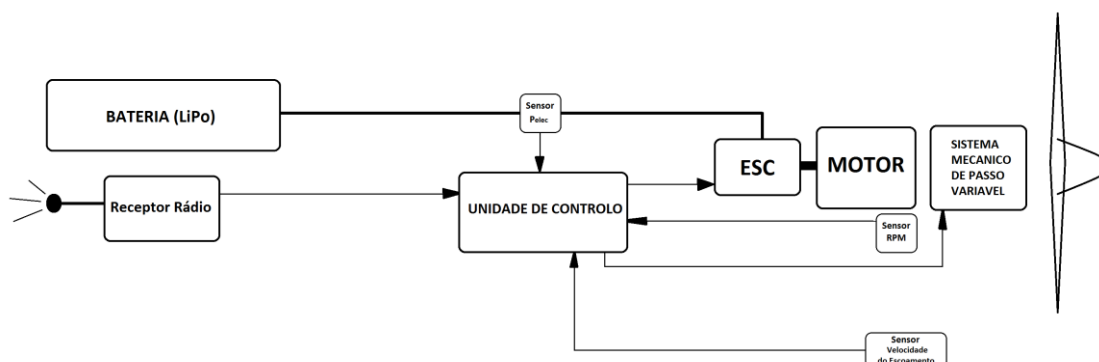 BATERIA (LiPo)
Sensor
Pelec
ESC
MOTOR
SISTEMA
MECANICO
DE PASSO
VARIAVEL
Receptor Rádio
UNIDADE DE CONTROLO
Sensor
RPM
Sensor
Velocidade
do Escoamento